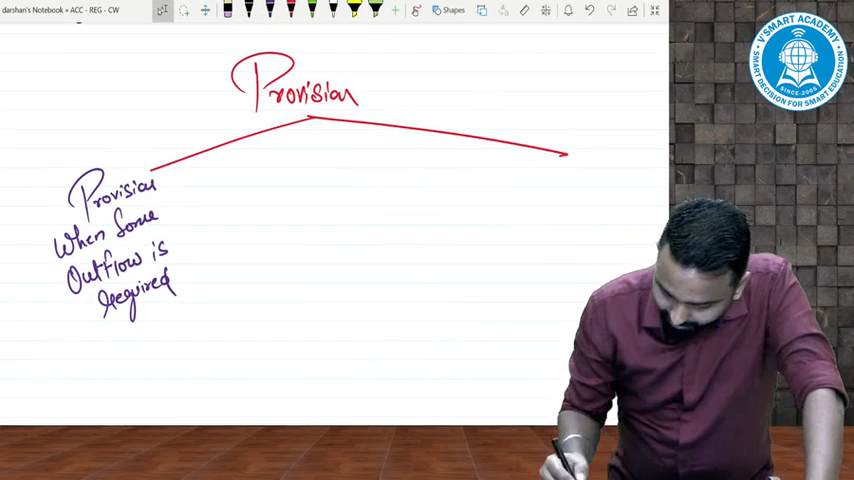 darshan's Notebook » ACC - REG - CW
Shapes
V'SMART ACADEMY
SMART DECISION FOR SMART EDUCATION
SINCE-2005
Provision
Provision
When Some
Outflow is
required